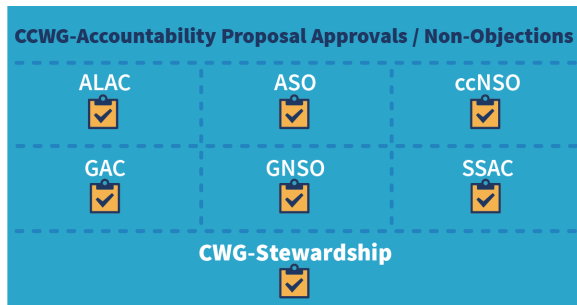 CCWG-Accountability Proposal Approvals / Non-Objections
ALAC ASO ccNSO
GAC GNSO SSAC
CWG-Stewardship